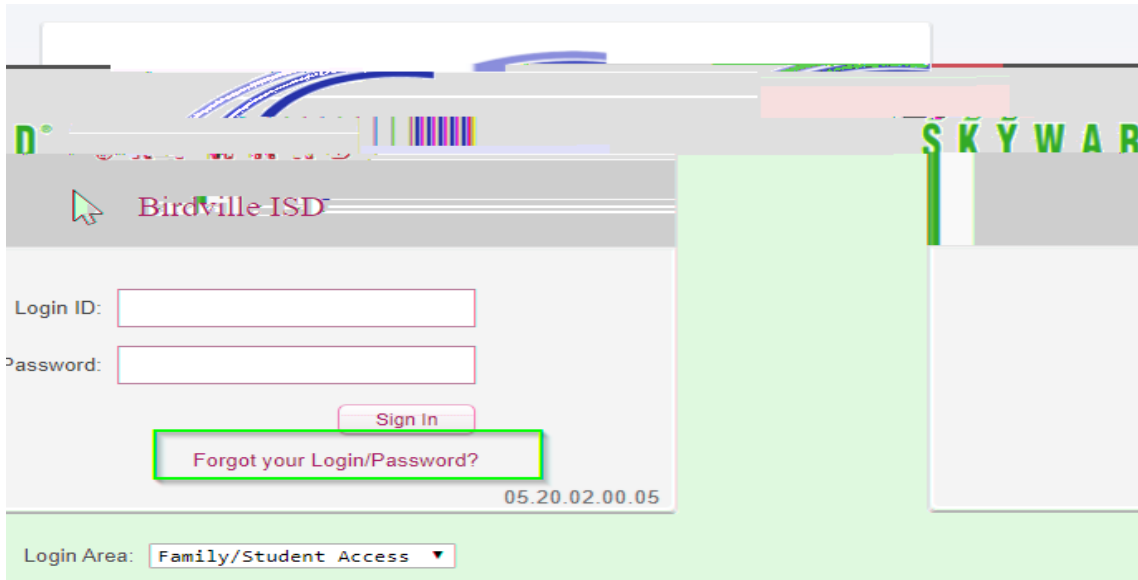 S K Y W A R D
Birdville ISD
Login ID:
Password:
Sign In
Forgot your Login/Password?
05.20.02.00.05
Login Area: Family/Student Access